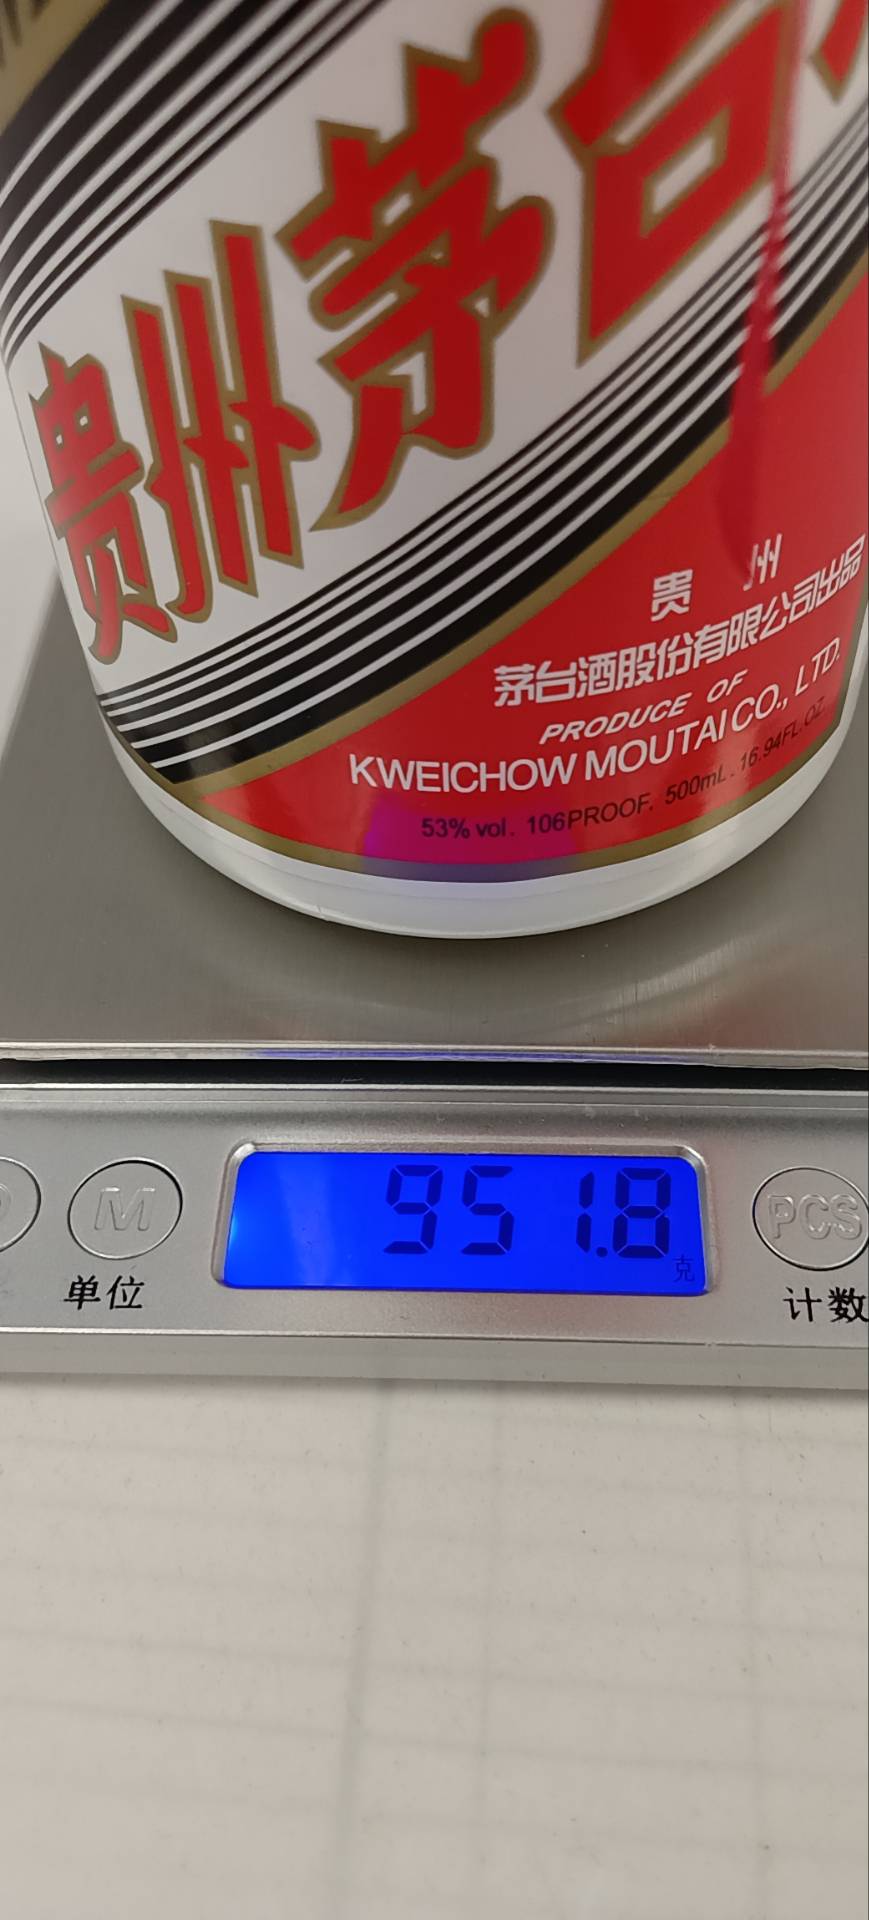 贵州茅台
贵 州
茅台酒股份有限公司出品
PRODUCE OF
KWEICHOW MOUTAI CO., LTD.
53% vol. 106PROOF. 500mL. 16.94FL.OZ.
951.8
克
M
PCS
单位
计数